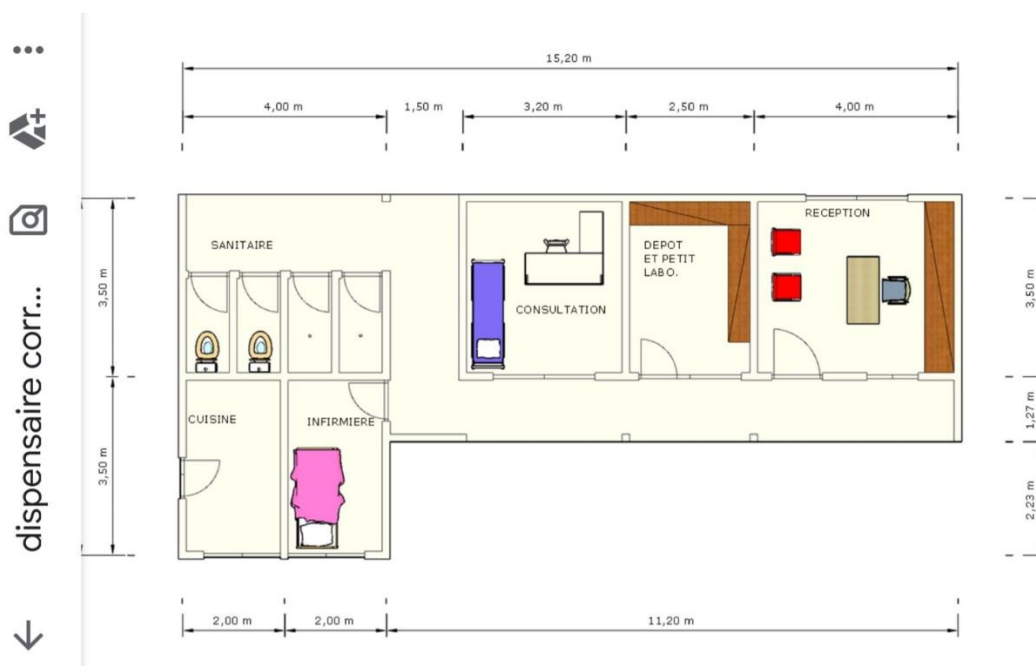 dispensaire corr...
15,20 m
4,00 m
1,50 m
3,20 m
2,50 m
4,00 m
SANITAIRE
CONSULTATION
DEPOT
ET PETIT
LABO.
RECEPTION
3,50 m
3,50 m
CUISINE
INFIRMIERE
1,27 m
3,50 m
2,23 m
2,00 m
2,00 m
11,20 m